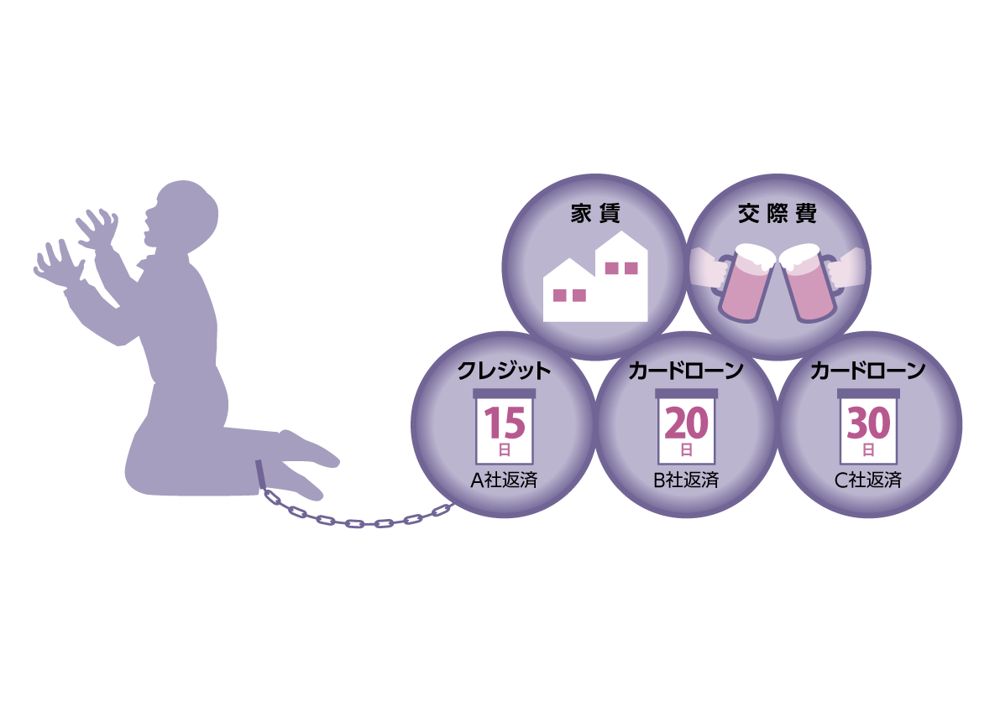 家賃
交際費
クレジット
15
日
A社返済
カードローン
20
日
B社返済
カードローン
30
日
C社返済